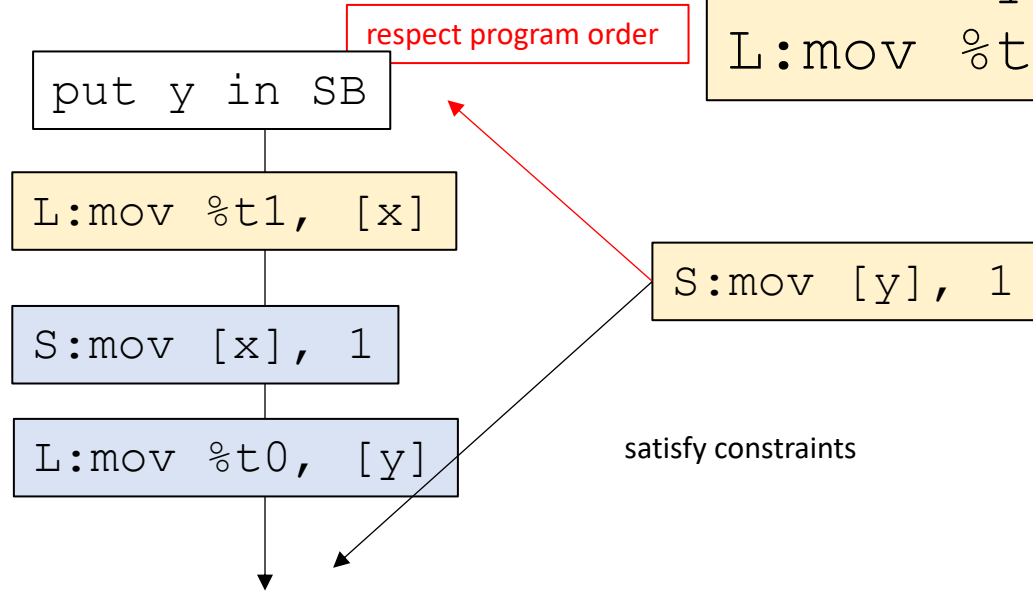 respect program order
L:mov %t
put y in SB
L:mov %t1, [x]
S:mov [y], 1
S:mov [x], 1
L:mov %t0, [y]
satisfy constraints